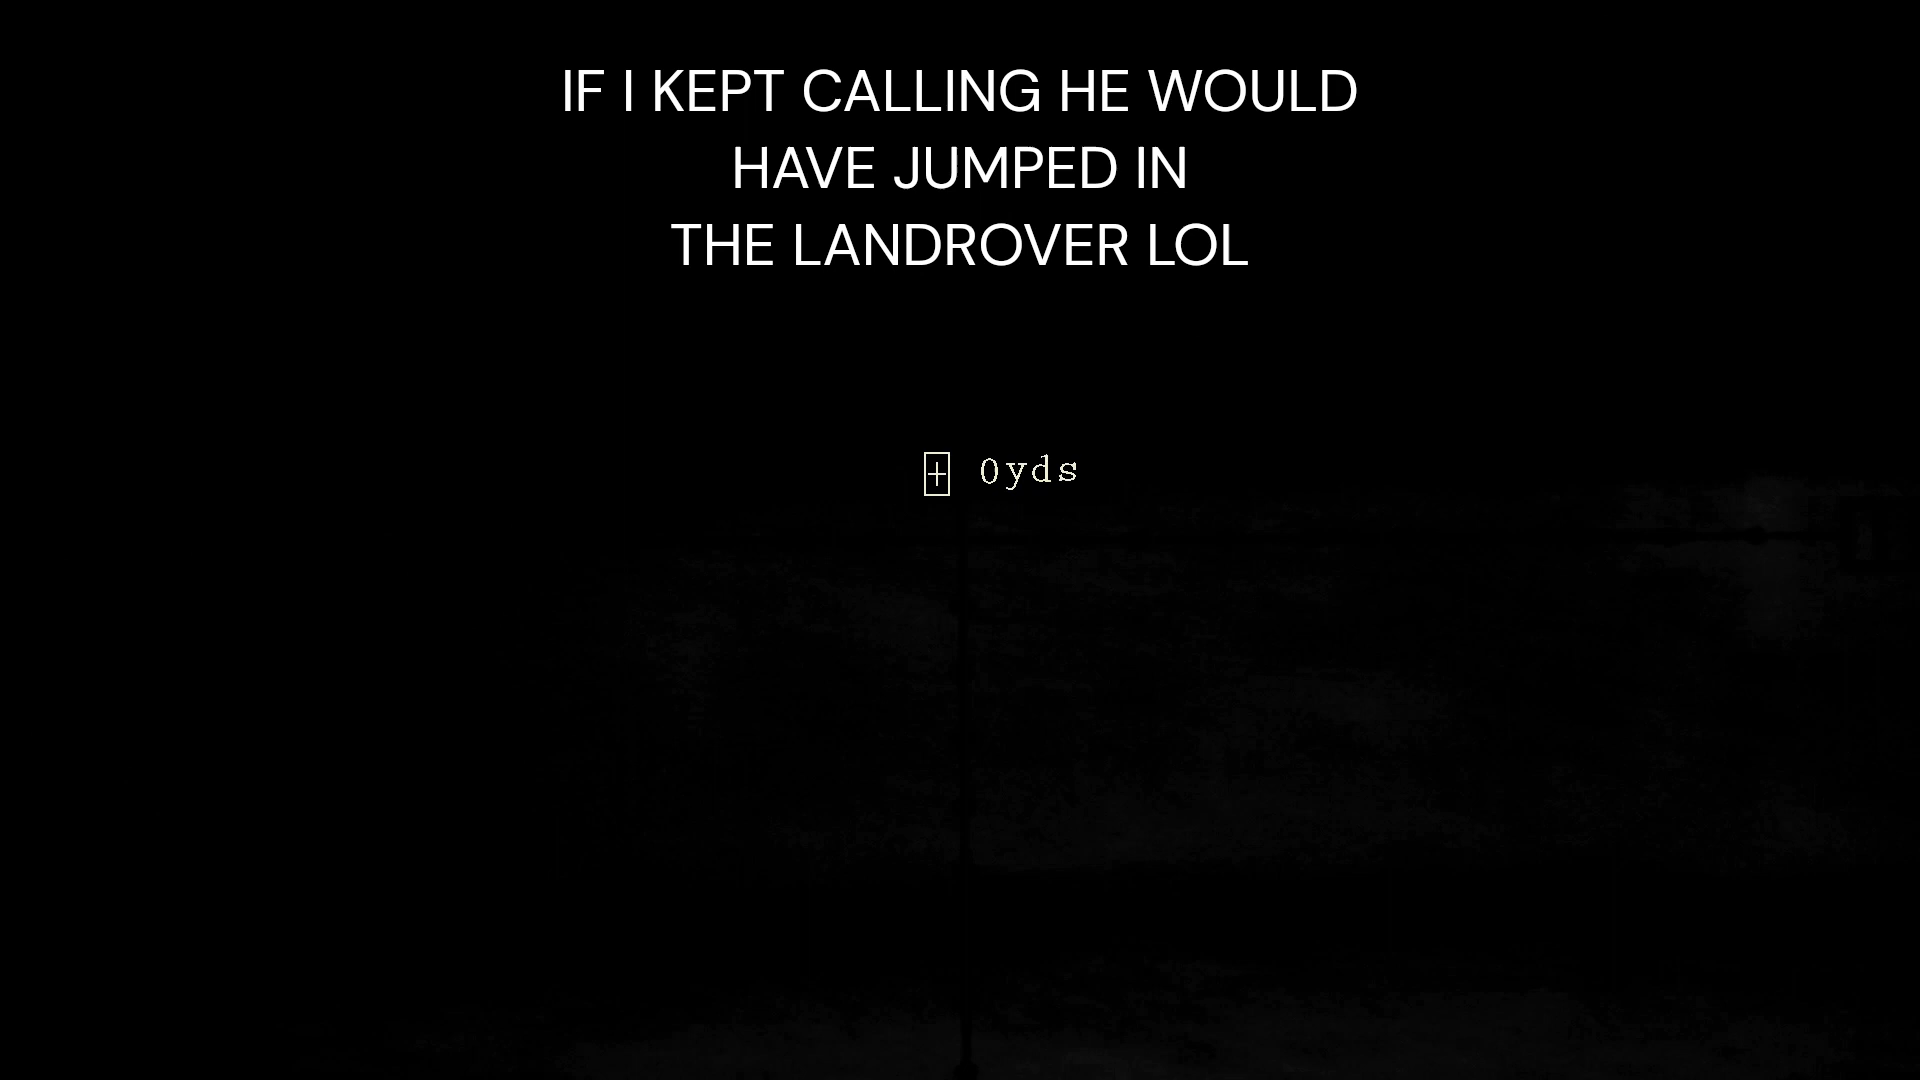 IF I KEPT CALLING HE WOULD
HAVE JUMPED IN
THE LANDROVER LOL
0yds